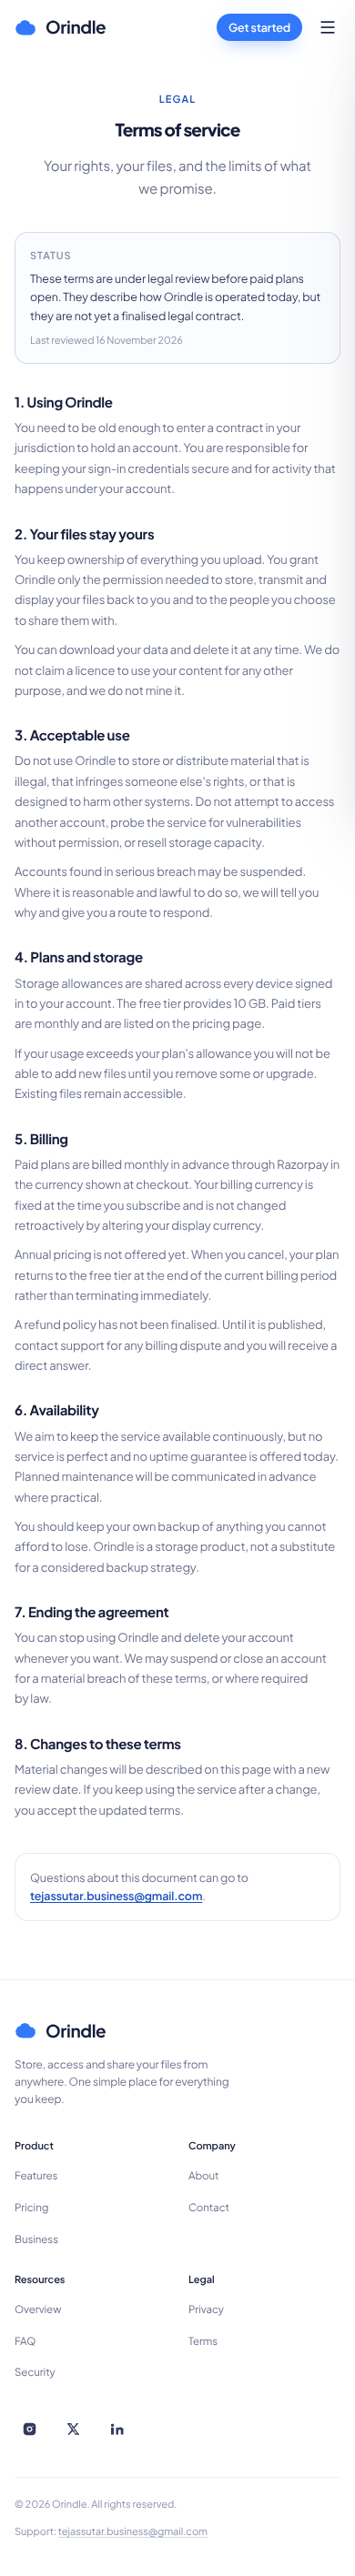 Orindle
Get started
LEGAL
Terms of service
Your rights, your files, and the limits of what
we promise.
STATUS
These terms are under legal review before paid plans
open. They describe how Orindle is operated today, but
they are not yet a finalised legal contract.
Last reviewed 16 November 2026
1. Using Orindle
You need to be old enough to enter a contract in your
jurisdiction to hold an account. You are responsible for
keeping your sign-in credentials secure and for activity that
happens under your account.
2. Your files stay yours
You keep ownership of everything you upload. You grant
Orindle only the permission needed to store, transmit and
display your files back to you and to the people you choose
to share them with.
You can download your data and delete it at any time. We do
not claim a licence to use your content for any other
purpose, and we do not mine it.
3. Acceptable use
Do not use Orindle to store or distribute material that is
illegal, that infringes someone else's rights, or that is
designed to harm other systems. Do not attempt to access
another account, probe the service for vulnerabilities
without permission, or resell storage capacity.
Accounts found in serious breach may be suspended.
Where it is reasonable and lawful to do so, we will tell you
why and give you a route to respond.
4. Plans and storage
Storage allowances are shared across every device signed
in to your account. The free tier provides 10 GB. Paid tiers
are monthly and are listed on the pricing page.
If your usage exceeds your plan's allowance you will not be
able to add new files until you remove some or upgrade.
Existing files remain accessible.
5. Billing
Paid plans are billed monthly in advance through Razorpay in
the currency shown at checkout. Your billing currency is
fixed at the time you subscribe and is not changed
retroactively by altering your display currency.
Annual pricing is not offered yet. When you cancel, your plan
returns to the free tier at the end of the current billing period
rather than terminating immediately.
A refund policy has not been finalised. Until it is published,
contact support for any billing dispute and you will receive a
direct answer.
6. Availability
We aim to keep the service available continuously, but no
service is perfect and no uptime guarantee is offered today.
Planned maintenance will be communicated in advance
where practical.
You should keep your own backup of anything you cannot
afford to lose. Orindle is a storage product, not a substitute
for a considered backup strategy.
7. Ending the agreement
You can stop using Orindle and delete your account
whenever you want. We may suspend or close an account
for a material breach of these terms, or where required
by law.
8. Changes to these terms
Material changes will be described on this page with a new
review date. If you keep using the service after a change,
you accept the updated terms.
Questions about this document can go to
tejassutar.business@gmail.com.
Orindle
Store, access and share your files from
anywhere. One simple place for everything
you keep.
Product
Features
Pricing
Business
Company
About
Contact
Resources
Overview
FAQ
Security
Legal
Privacy
Terms
© 2026 Orindle. All rights reserved.
Support: tejassutar.business@gmail.com